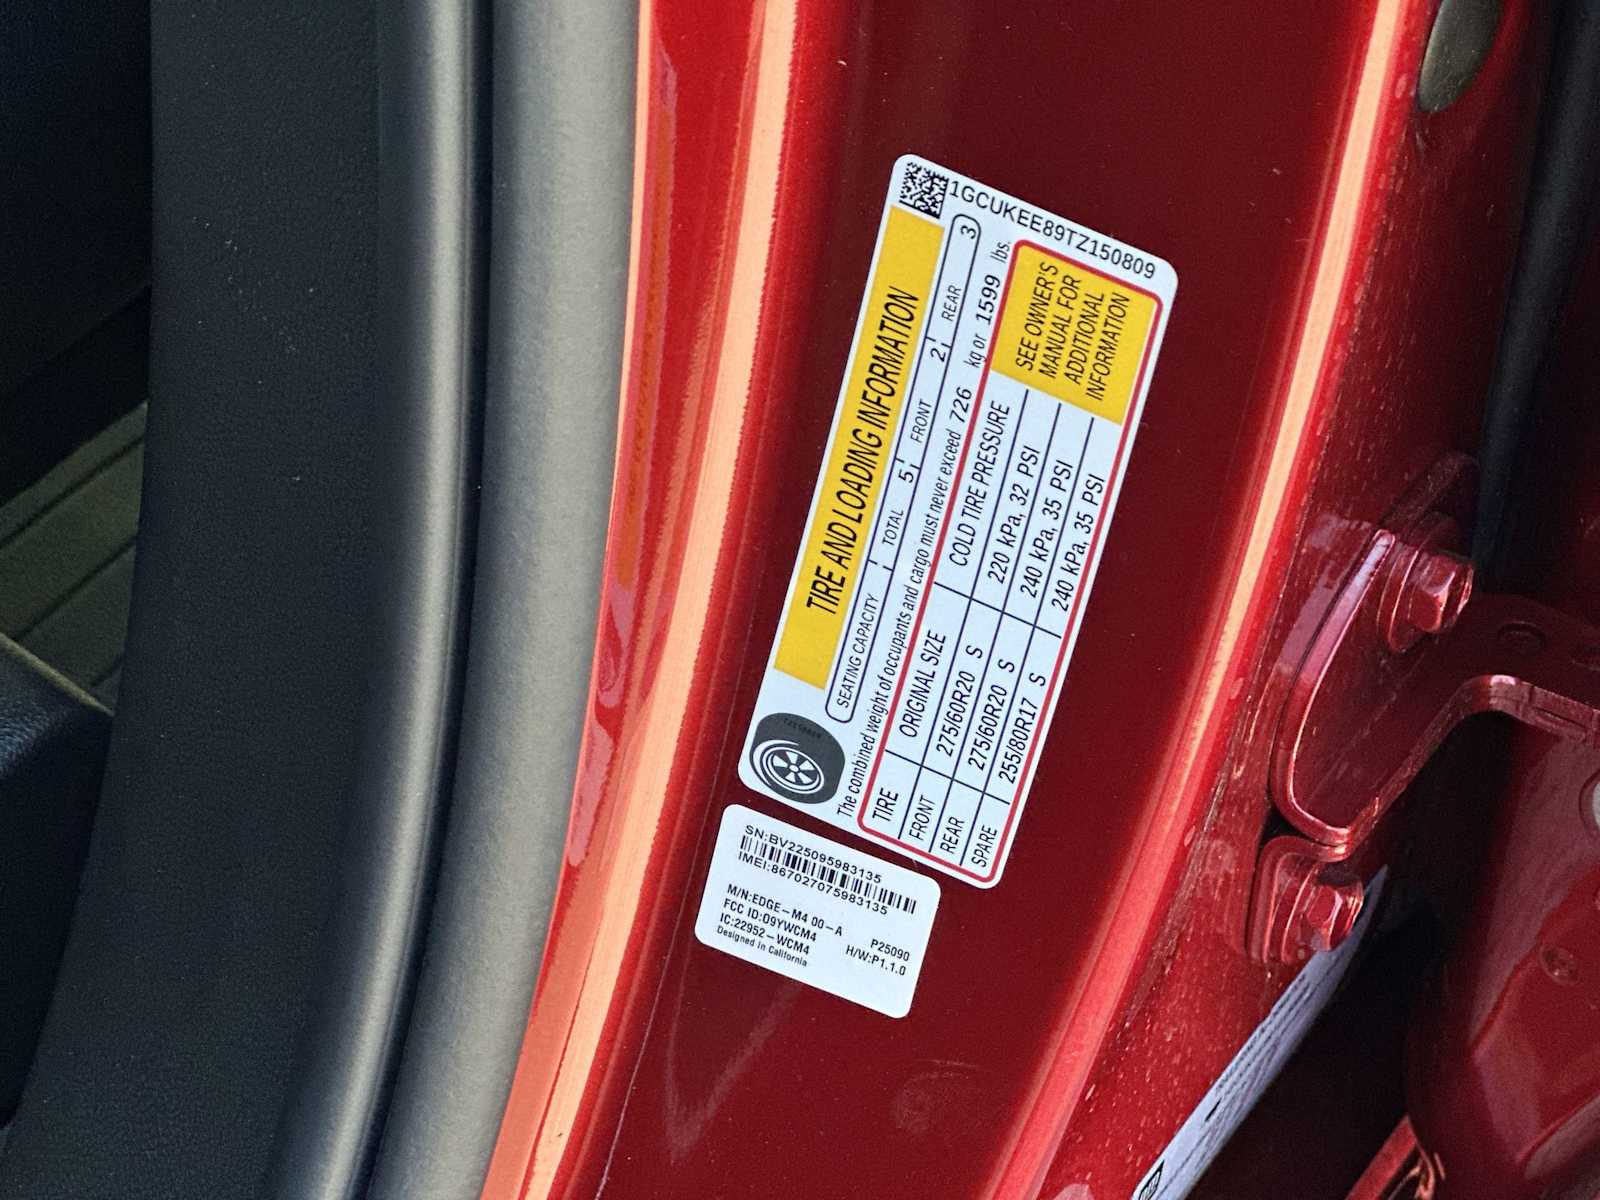 1GCUKEE89TZ150809
TIRE AND LOADING INFORMATION
SEATING CAPACITY TOTAL 5 FRONT 2 REAR 3
The combined weight of occupants and cargo must never exceed 726 kg or 1599 lbs.
TIRE ORIGINAL SIZE COLD TIRE PRESSURE
FRONT 275/60R20 S 220 kPa, 32 PSI
REAR 275/60R20 S 240 kPa, 35 PSI
SPARE 255/80R17 S 240 kPa, 35 PSI
SEE OWNER'S
MANUAL FOR
ADDITIONAL
INFORMATION
SN:BV225095983135
IMEI:867027075983135
M/N:EDGE-M4 00-A P25090
FCC ID:O9YWCM4 H/W:P1.1.0
IC:22952-WCM4
Designed in California